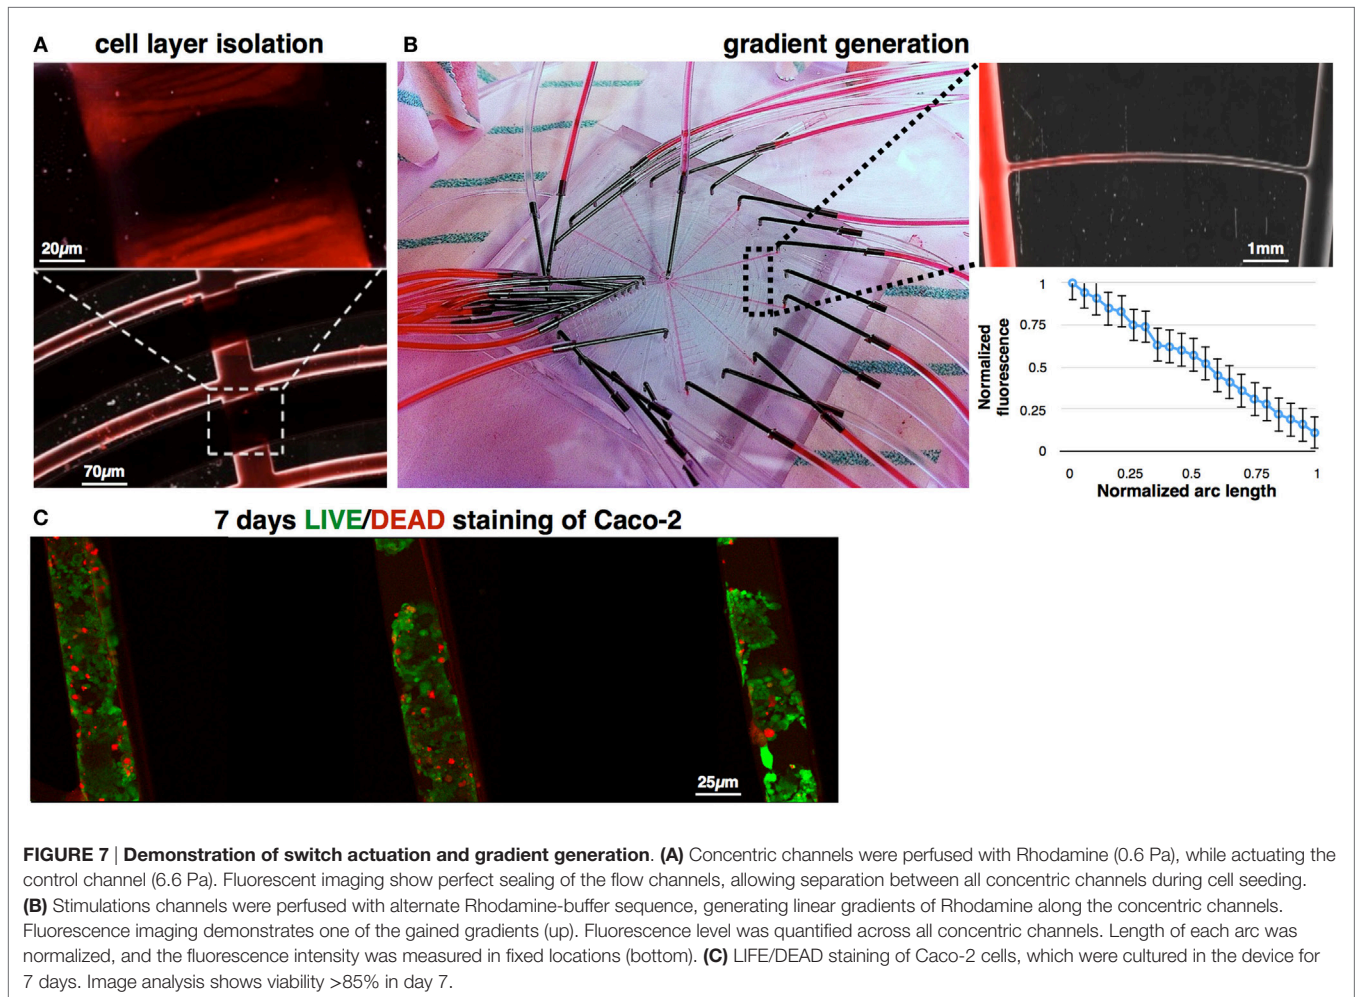 A
cell layer isolation
20µm
70µm
B
gradient generation
1mm
Normalized
fluorescence
1
0.75
0.5
0.25
0
0
0.25
0.5
0.75
1
Normalized arc length
C
7 days LIVE/DEAD staining of Caco-2
25µm
FIGURE 7 | Demonstration of switch actuation and gradient generation. (A) Concentric channels were perfused with Rhodamine (0.6 Pa), while actuating the
control channel (6.6 Pa). Fluorescent imaging show perfect sealing of the flow channels, allowing separation between all concentric channels during cell seeding.
(B) Stimulations channels were perfused with alternate Rhodamine-buffer sequence, generating linear gradients of Rhodamine along the concentric channels.
Fluorescence imaging demonstrates one of the gained gradients (up). Fluorescence level was quantified across all concentric channels. Length of each arc was
normalized, and the fluorescence intensity was measured in fixed locations (bottom). (C) LIFE/DEAD staining of Caco-2 cells, which were cultured in the device for
7 days. Image analysis shows viability >85% in day 7.